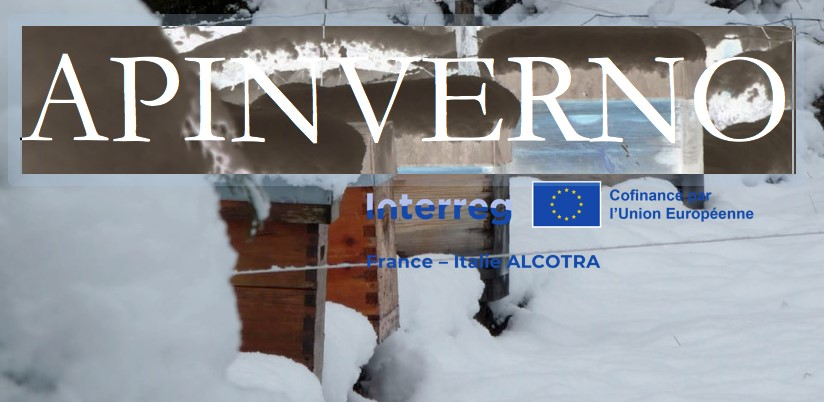 APINVERNO
Interreg
Cofinancé par
l'Union Européenne
France – Italie ALCOTRA